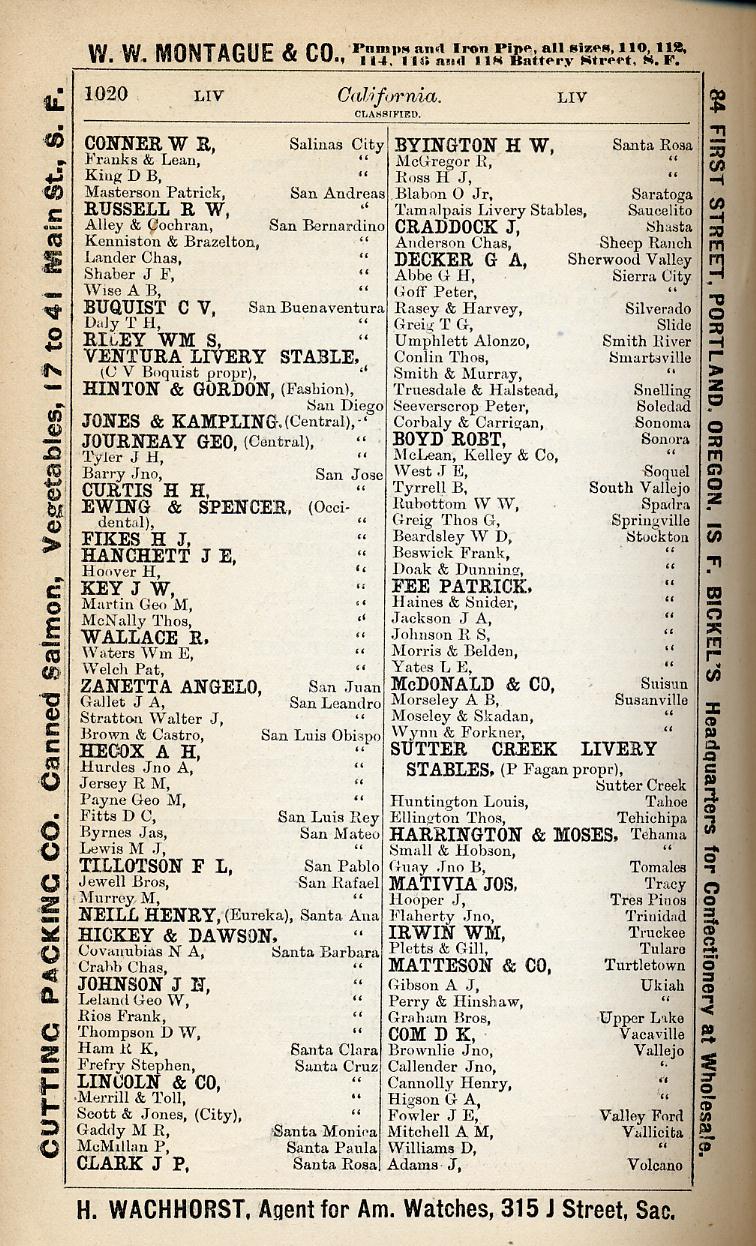 W. W. MONTAGUE & CO., Pumps and Iron Pipe, all sizes, 110, 112,
114, 116 and 118 Battery Street, S. F.
CUTTING PACKING CO. Canned Salmon, Vegetables, 17 to 41 Main St., S. F.
1020 LIV California. LIV
CLASSIFIED.
CONNER W R, Salinas City
Franks & Lean, "
King D B, "
Masterson Patrick, San Andreas
RUSSELL R W, "
Alley & Cochran, San Bernardino
Kenniston & Brazelton, "
Lander Chas, "
Shaber J F, "
Wise A B, "
BUQUIST C V, San Buenaventura
Daly T H, "
RILEY WM S, "
VENTURA LIVERY STABLE,
(C V Boquist propr), "
HINTON & GORDON, (Fashion),
San Diego
JONES & KAMPLING, (Central), "
JOURNEAY GEO, (Central), "
Tyler J H, "
Barry Jno, San Jose
CURTIS H H, "
EWING & SPENCER, (Occi-
dental), "
FIKES H J, "
HANCHETT J E, "
Hoover H, "
KEY J W, "
Martin Geo M, "
McNally Thos, "
WALLACE R, "
Waters Wm E, "
Welch Pat, "
ZANETTA ANGELO, San Juan
Gallet J A, San Leandro
Stratton Walter J, "
Brown & Castro, San Luis Obispo
HECOX A H, "
Hurdes Jno A, "
Jersey R M, "
Payne Geo M, "
Fitts D C, San Luis Rey
Byrnes Jas, San Mateo
Lewis M J, "
TILLOTSON F L, San Pablo
Jewell Bros, San Rafael
Murrey M, "
NEILL HENRY, (Eureka), Santa Ana
HICKEY & DAWSON, "
Covanubias N A, Santa Barbara
Crabb Chas, "
JOHNSON J N, "
Leland Geo W, "
Rios Frank, "
Thompson D W, "
Ham R K, Santa Clara
Frefry Stephen, Santa Cruz
LINCOLN & CO, "
Merrill & Toll, "
Scott & Jones, (City), "
Gaddy M R, Santa Monica
McMillan P, Santa Paula
CLARK J P, Santa Rosa
BYINGTON H W, Santa Rosa
McGregor R, "
Ross H J, "
Blabon O Jr, Saratoga
Tamalpais Livery Stables, Saucelito
CRADDOCK J, Shasta
Anderson Chas, Sheep Ranch
DECKER G A, Sherwood Valley
Abbe G H, Sierra City
Goff Peter, "
Rasey & Harvey, Silverado
Greig T G, Slide
Umphlett Alonzo, Smith River
Conlin Thos, Smartsville
Smith & Murray, "
Truesdale & Halstead, Snelling
Seeverscrop Peter, Soledad
Corbaly & Carrigan, Sonoma
BOYD ROBT, Sonora
McLean, Kelley & Co, "
West J E, Soquel
Tyrrell B, South Vallejo
Rubottom W W, Spadra
Greig Thos G, Springville
Beardsley W D, Stockton
Beswick Frank, "
Doak & Dunning, "
FEE PATRICK, "
Haines & Snider, "
Jackson J A, "
Johnson R S, "
Morris & Belden, "
Yates L E, "
McDONALD & CO, Suisun
Morseley A B, Susanville
Moseley & Skadan, "
Wynn & Forkner, "
SUTTER CREEK LIVERY
STABLES, (P Fagan propr),
Sutter Creek
Huntington Louis, Tahoe
Ellington Thos, Tehichipa
HARRINGTON & MOSES, Tehama
Small & Hobson, "
Guay Jno B, Tomales
MATIVIA JOS, Tracy
Hooper J, Tres Pinos
Flaherty Jno, Trinidad
IRWIN WM, Truckee
Pletts & Gill, Tulare
MATTESON & CO, Turtletown
Gibson A J, Ukiah
Perry & Hinshaw, "
Graham Bros, Upper Lake
COM D K, Vacaville
Brownlie Jno, Vallejo
Callender Jno, "
Cannolly Henry, "
Higson G A, "
Fowler J E, Valley Ford
Mitchell A M, Vallicita
Williams D, "
Adams J, Volcano
84 FIRST STREET, PORTLAND, OREGON, IS F. BICKEL'S Headquarters for Confectionery at Wholesale.
H. WACHHORST, Agent for Am. Watches, 315 J Street, Sac.